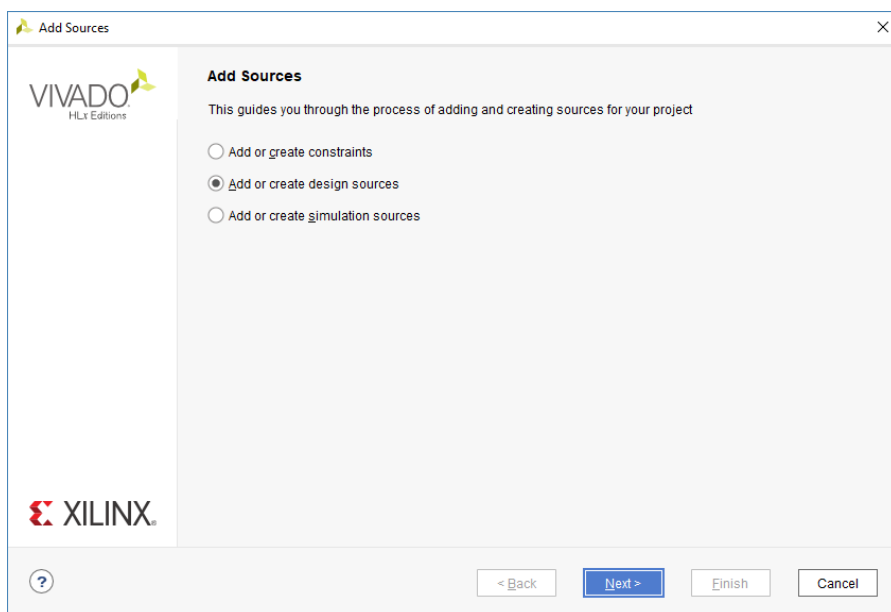 Add Sources
VIVADO.
HLx Editions
Add Sources
This guides you through the process of adding and creating sources for your project
Add or create constraints
Add or create design sources
Add or create simulation sources
XILINX.
?
< Back
Next >
Finish
Cancel